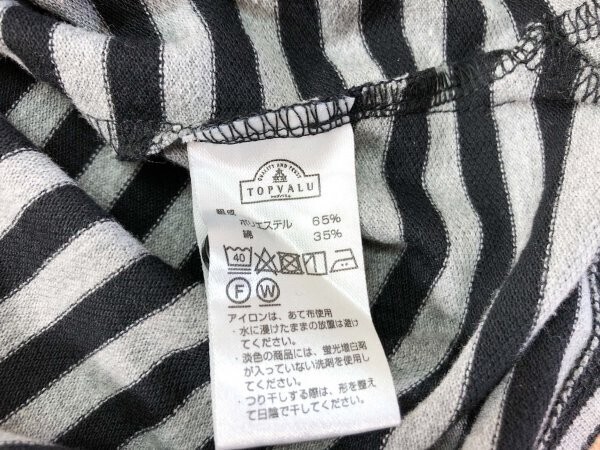 QUALITY AND TRUST
TOPVALU
ポリエステル 65%
綿 35%
40
F W
アイロンは、あて布使用
・水に浸けたままの放置は避け
てください。
・淡色の商品には、蛍光増白剤
が入っていない洗剤を使用し
てください。
・つり干しする際は、形を整え
て日陰で干してください。